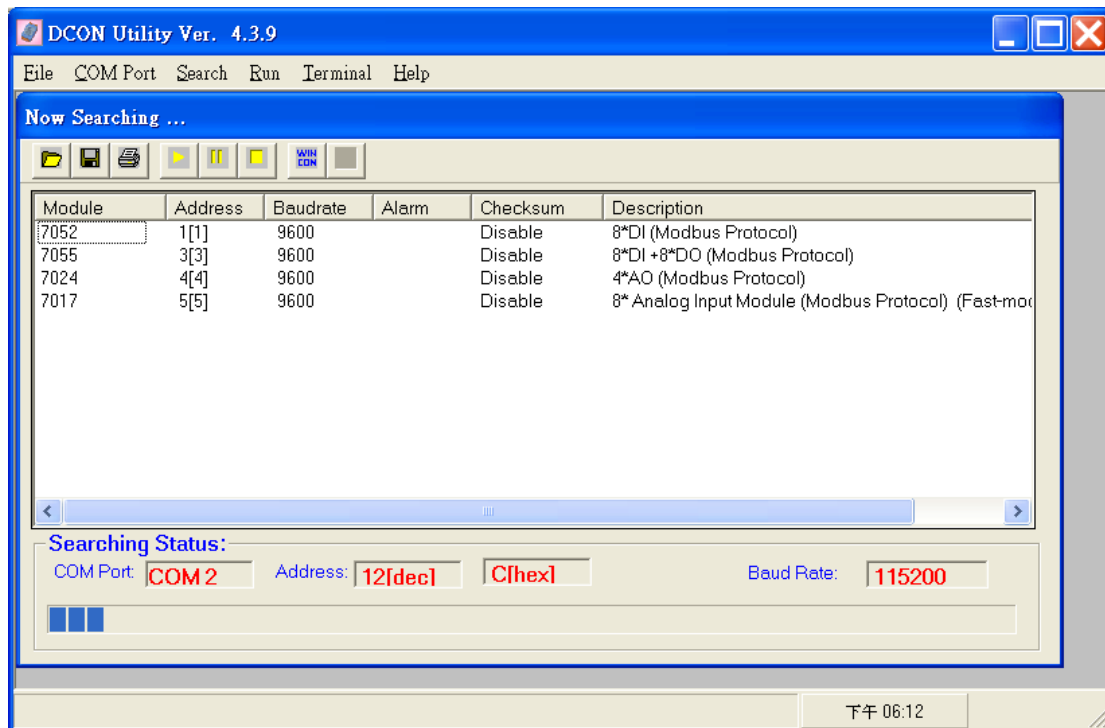 DCON Utility Ver. 4.3.9
File COM Port Search Run Terminal Help
Now Searching ...
WIN CON
Module Address Baudrate Alarm Checksum Description
7052 1[1] 9600 Disable 8*DI (Modbus Protocol)
7055 3[3] 9600 Disable 8*DI +8*DO (Modbus Protocol)
7024 4[4] 9600 Disable 4*AO (Modbus Protocol)
7017 5[5] 9600 Disable 8* Analog Input Module (Modbus Protocol) (Fast-mod
Searching Status:
COM Port: COM 2 Address: 12[dec] C[hex] Baud Rate: 115200
下午 06:12